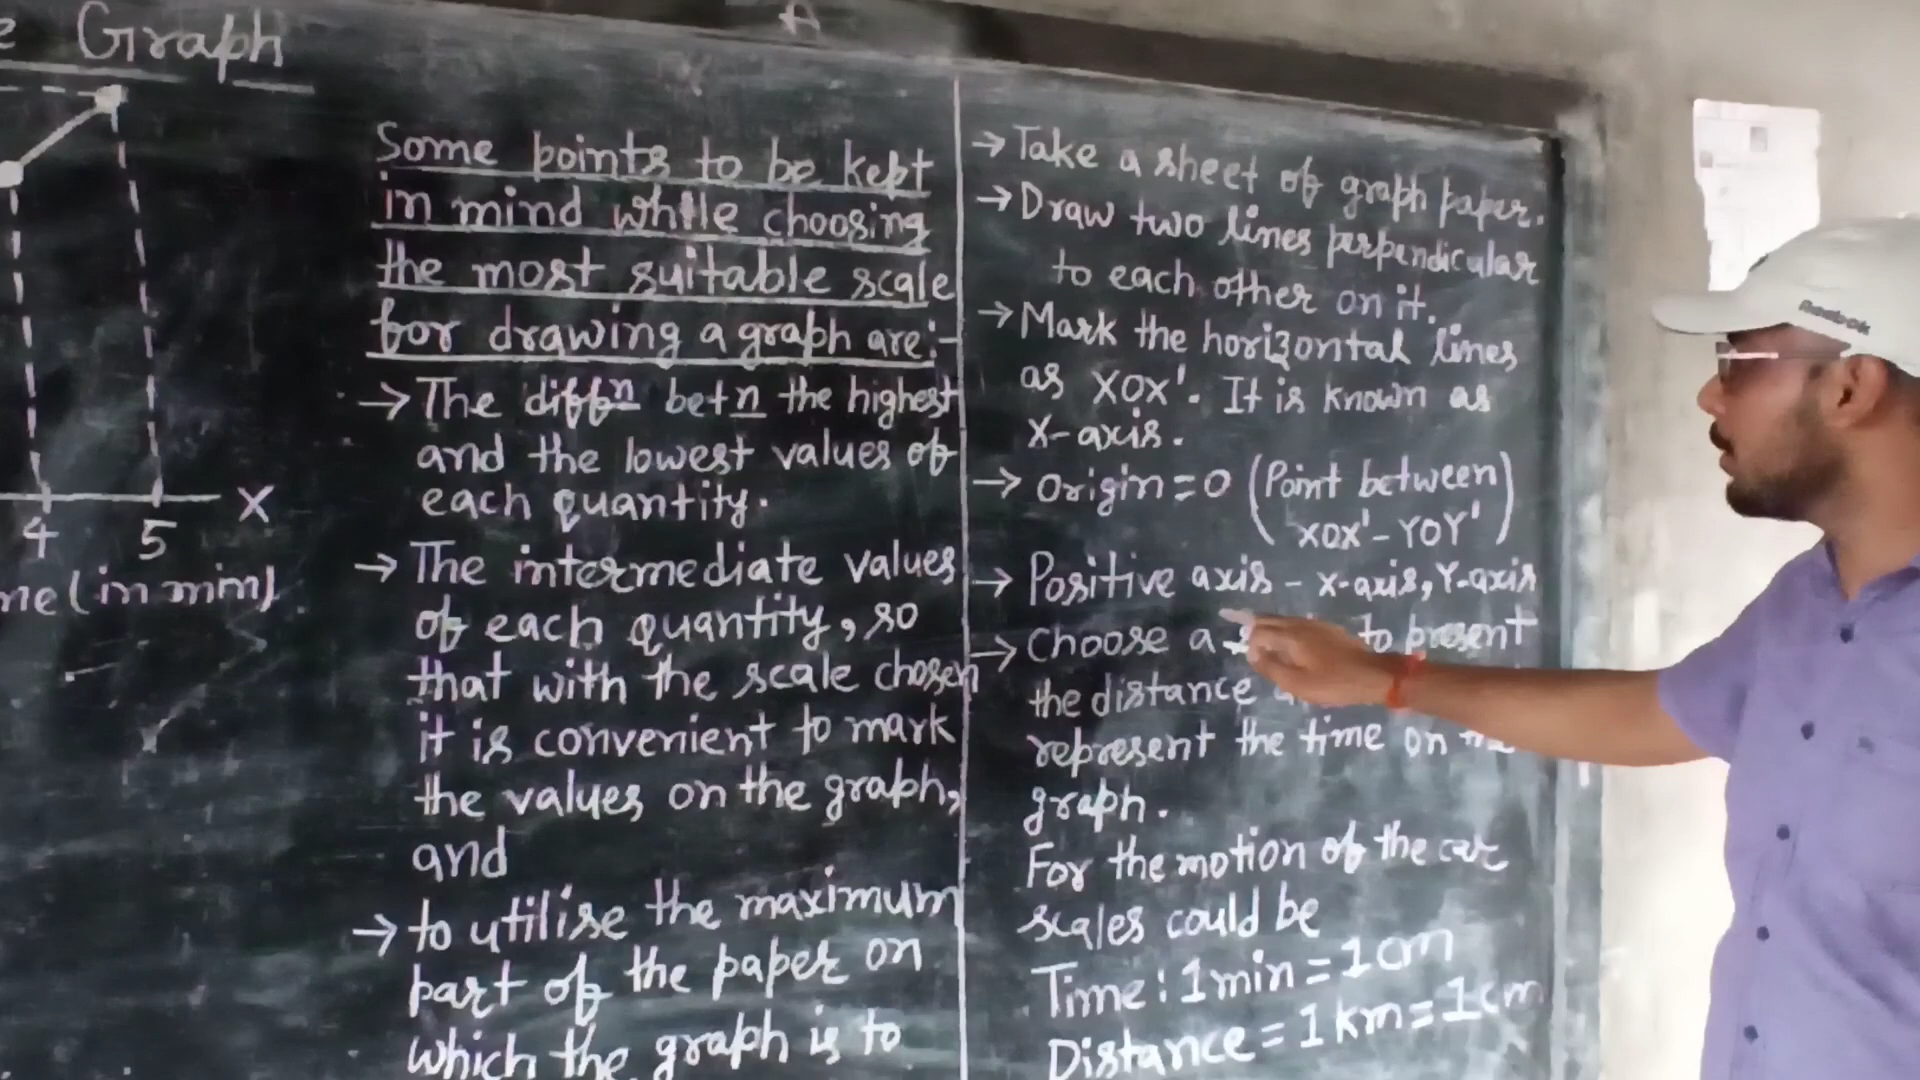 Graph
4 5 X
(in min)
Some points to be kept
in mind while choosing
the most suitable scale
for drawing a graph are:-
→ The diffn betn the highest
and the lowest values of
each quantity.
→ The intermediate values
of each quantity, so
that with the scale chosen
it is convenient to mark
the values on the graph,
and
→ to utilise the maximum
part of the paper on
which the graph is to
→ Take a sheet of graph paper.
→ Draw two lines perpendicular
to each other on it.
→ Mark the horizontal lines
as XOX'. It is known as
X-axis.
→ Origin = O (Point between
XOX' - YOY')
→ Positive axis - X-axis, Y-axis
→ Choose a to present
the distance
represent the time on
graph.
For the motion of the car
scales could be
Time : 1 min = 1 cm
Distance = 1 km = 1 cm
Reebok